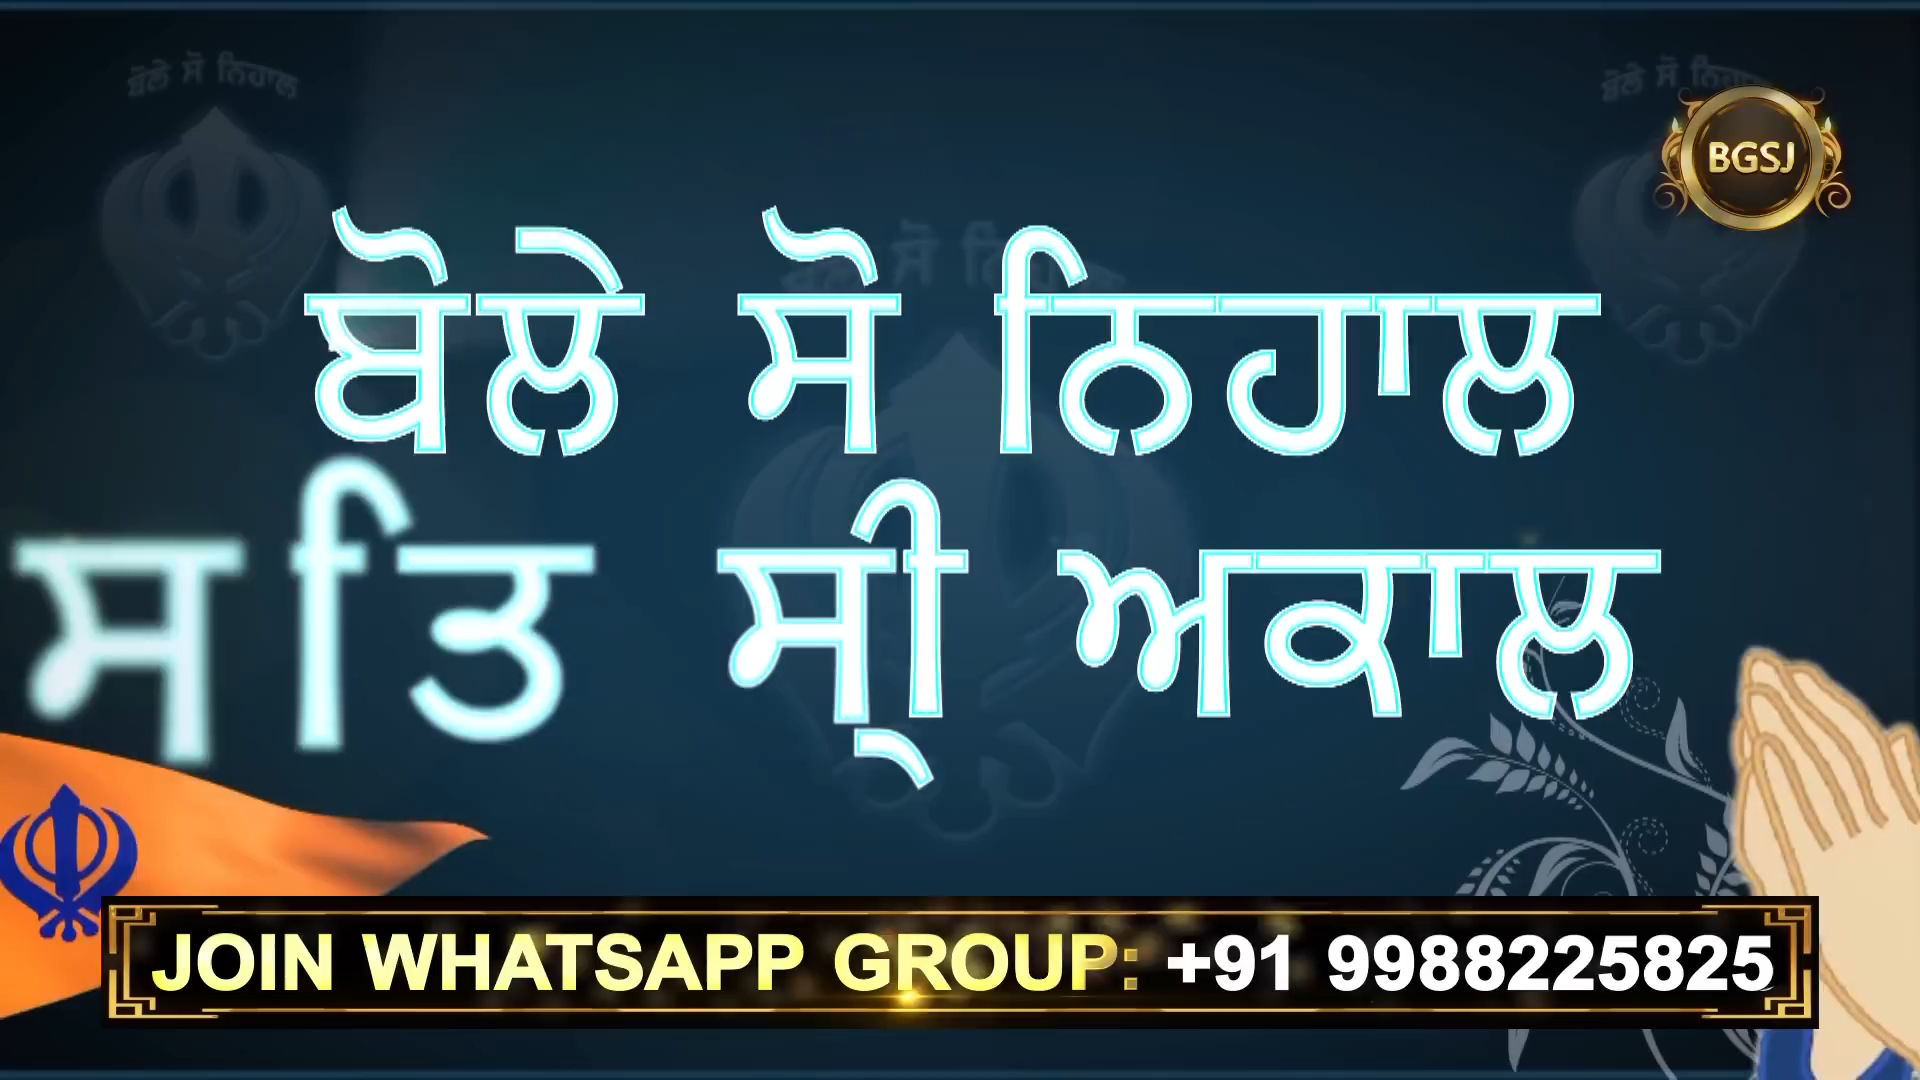 ਬੋਲੇ ਸੋ ਨਿਹਾਲ
ਬੋਲੇ ਸੋ ਨਿਹਾਲ
BGSJ
ਬੋਲੇ ਸੋ ਨਿਹਾਲ
ਸਤਿ ਸ੍ਰੀ ਅਕਾਲ
JOIN WHATSAPP GROUP: +91 9988225825